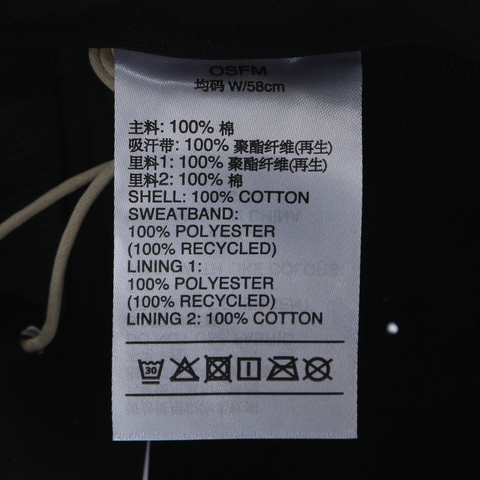 OSFM
均码 W/58cm
主料: 100% 棉
吸汗带: 100% 聚酯纤维(再生)
里料1: 100% 聚酯纤维(再生)
里料2: 100% 棉
SHELL: 100% COTTON
SWEATBAND:
100% POLYESTER
(100% RECYCLED)
LINING 1:
100% POLYESTER
(100% RECYCLED)
LINING 2: 100% COTTON
30